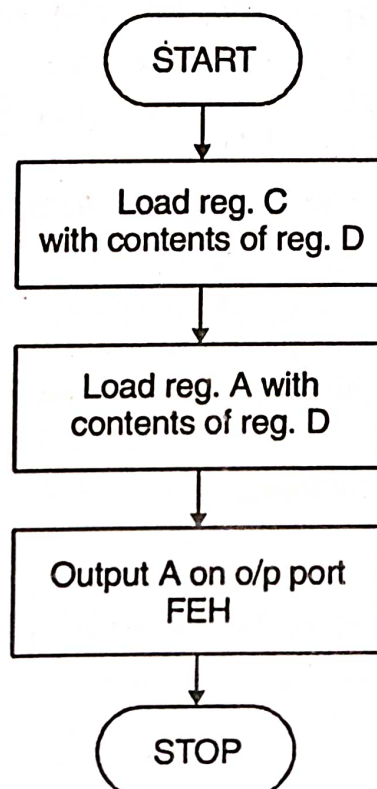 START
Load reg. C
with contents of reg. D
Load reg. A with
contents of reg. D
Output A on o/p port
FEH
STOP